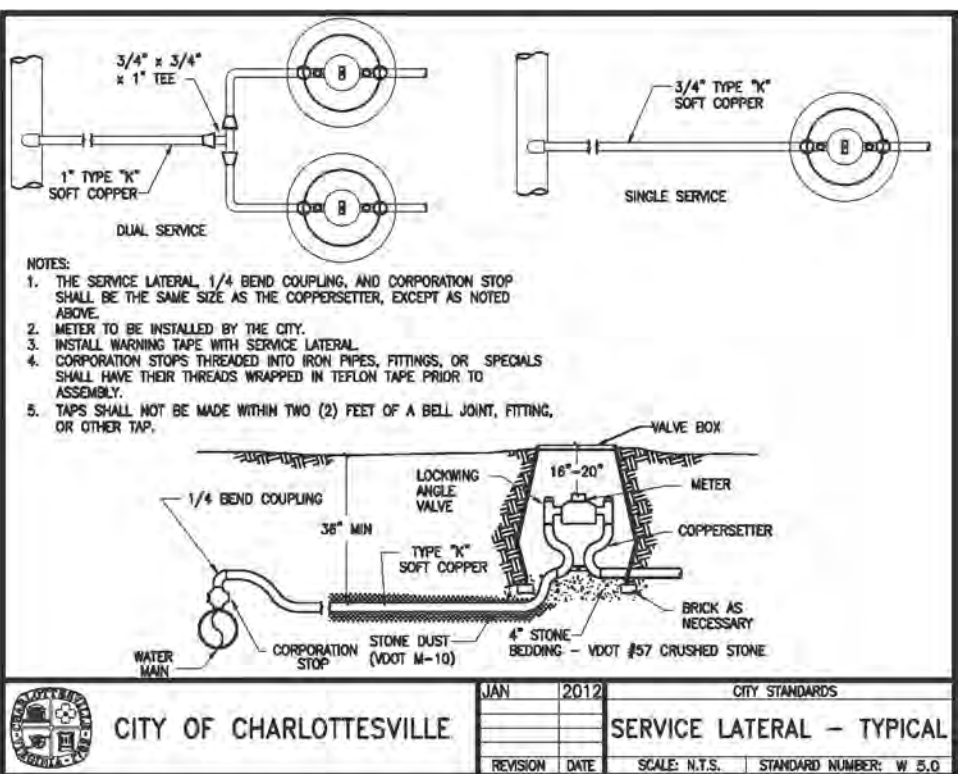 3/4" x 3/4"
x 1" TEE
1" TYPE "K"
SOFT COPPER
DUAL SERVICE
3/4" TYPE "K"
SOFT COPPER
SINGLE SERVICE
NOTES:
1. THE SERVICE LATERAL, 1/4 BEND COUPLING, AND CORPORATION STOP
SHALL BE THE SAME SIZE AS THE COPPERSETTER, EXCEPT AS NOTED
ABOVE.
2. METER TO BE INSTALLED BY THE CITY.
3. INSTALL WARNING TAPE WITH SERVICE LATERAL.
4. CORPORATION STOPS THREADED INTO IRON PIPES, FITTINGS, OR SPECIALS
SHALL HAVE THEIR THREADS WRAPPED IN TEFLON TAPE PRIOR TO
ASSEMBLY.
5. TAPS SHALL NOT BE MADE WITHIN TWO (2) FEET OF A BELL JOINT, FITTING,
OR OTHER TAP.
VALVE BOX
16"-20"
LOCKWING
ANGLE
VALVE
METER
1/4 BEND COUPLING
36" MIN
COPPERSETTER
TYPE "K"
SOFT COPPER
BRICK AS
NECESSARY
STONE DUST
(VDOT M-10)
4" STONE
BEDDING - VDOT #57 CRUSHED STONE
CORPORATION
STOP
WATER
MAIN
CHARLOTTESVILLE
VIRGINIA - 1762
CITY OF CHARLOTTESVILLE
JAN 2012
REVISION DATE
CITY STANDARDS
SERVICE LATERAL - TYPICAL
SCALE: N.T.S. STANDARD NUMBER: W 5.0